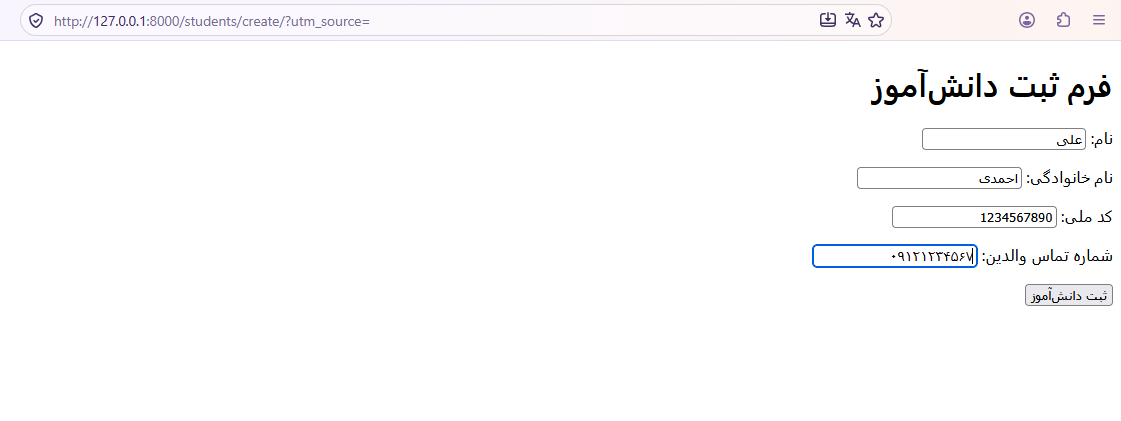 http://127.0.0.1:8000/students/create/?utm_source=
فرم ثبت دانش‌آموز
نام: علی
نام خانوادگی: احمدی
کد ملی: 1234567890
شماره تماس والدین: ۰۹۱۲۱۲۳۴۵۶۷
ثبت دانش‌آموز